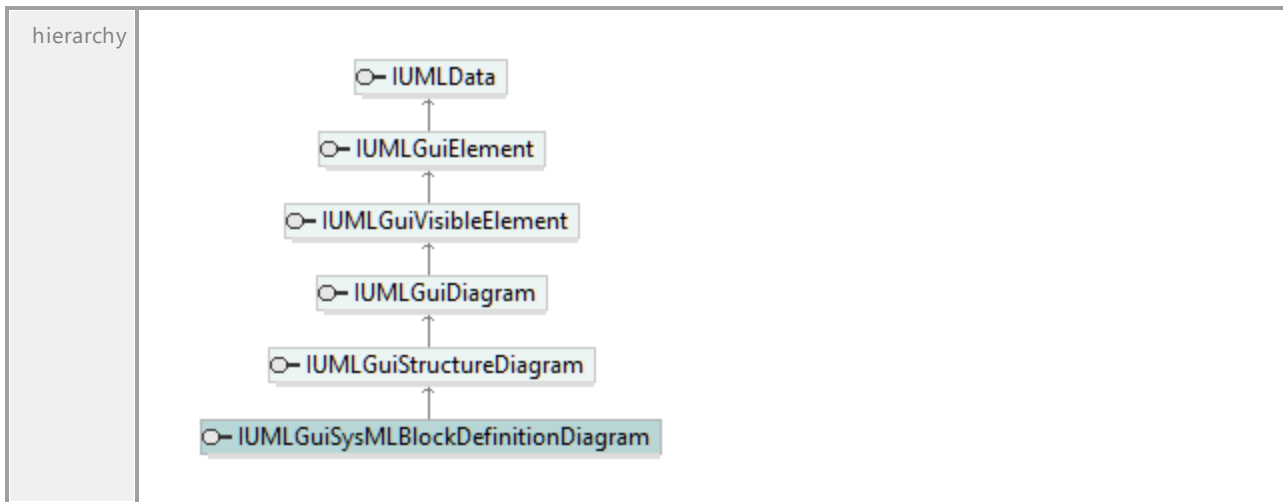 hierarchy
IUMLData
IUMLGuiElement
IUMLGuiVisibleElement
IUMLGuiDiagram
IUMLGuiStructureDiagram
IUMLGuiSysMLBlockDefinitionDiagram